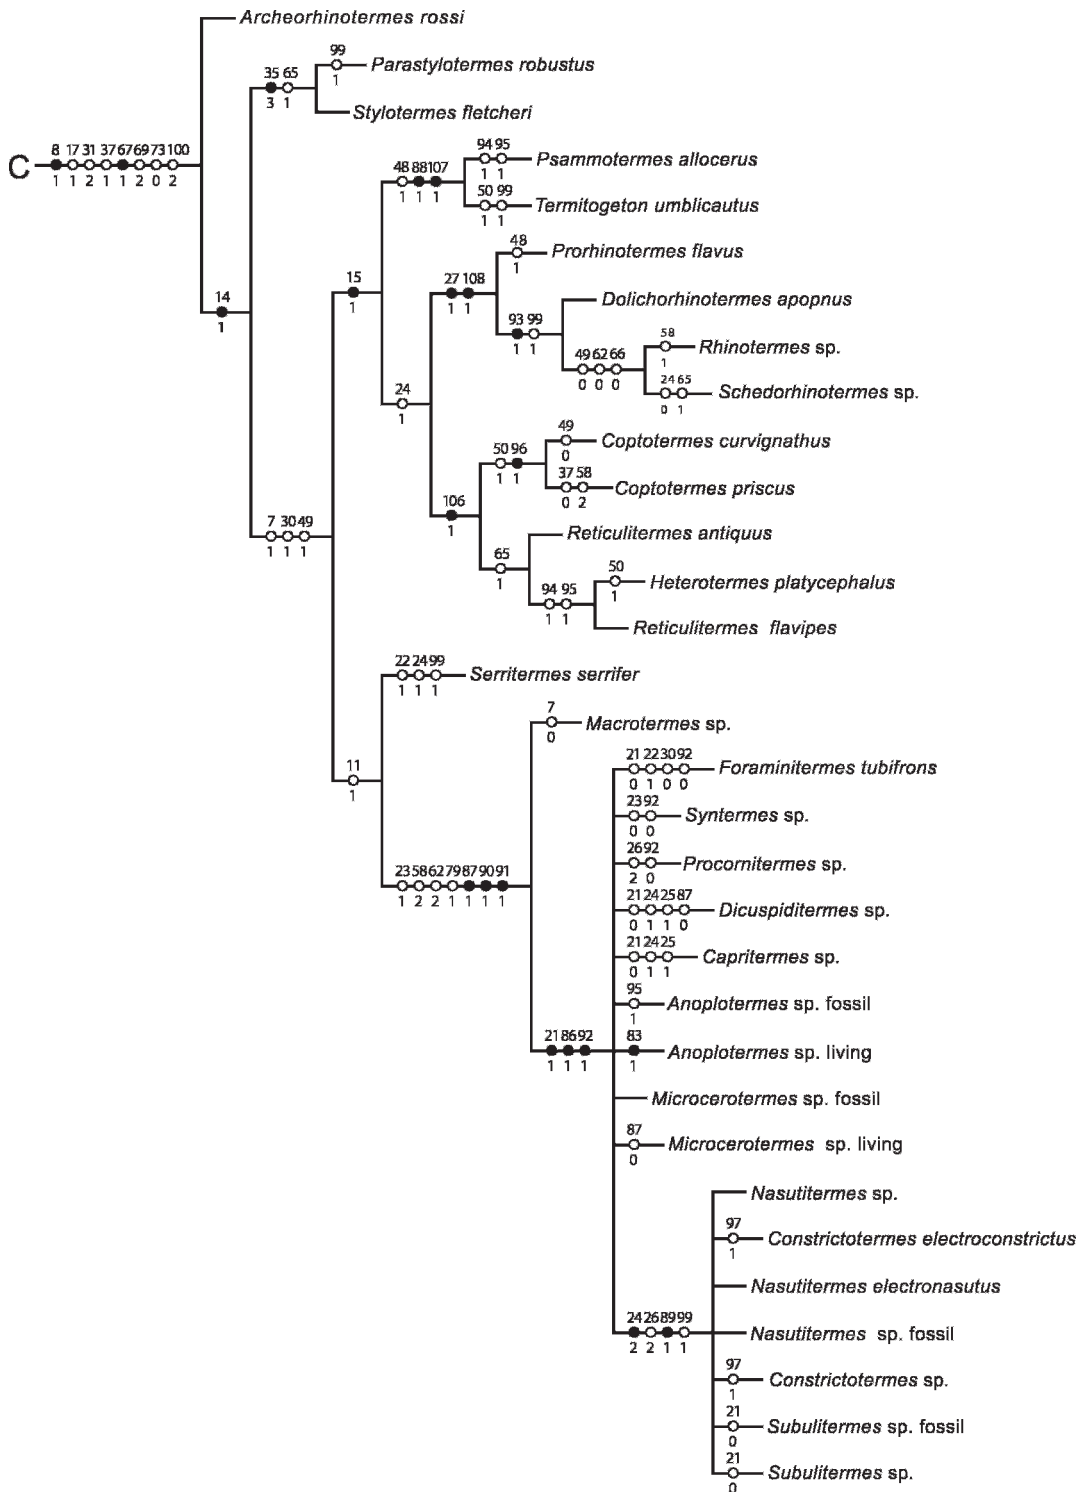 Archeorhinotermes rossi
99
Parastylotermes robustus
1
35 65
3 1
Stylotermes fletcheri
C
8 17 31 37 67 69 73 100
1 1 2 1 1 2 0 2
94 95
Psammotermes allocerus
1 1
48 88 107
1 1 1
50 99
Termitogeton umblicautus
1 1
48
Prorhinotermes flavus
1
15
1
27 108
1 1
14
1
Dolichorhinotermes apopnus
93 99
1 1
58
Rhinotermes sp.
1
49 62 66
0 0 0
24 65
Schedorhinotermes sp.
0 1
24
1
49
Coptotermes curvignathus
0
50 96
1 1
37 58
Coptotermes priscus
0 2
106
1
7 30 49
1 1 1
Reticulitermes antiquus
65
1
50
Heterotermes platycephalus
1
94 95
1 1
Reticulitermes flavipes
22 24 99
Serritermes serrifer
1 1 1
7
Macrotermes sp.
0
11
1
21 22 30 92
Foraminitermes tubifrons
0 1 0 0
23 92
Syntermes sp.
0 0
26 92
Procornitermes sp.
2 0
23 58 62 79 87 90 91
1 2 2 1 1 1 1
21 24 25 87
Dicuspiditermes sp.
0 1 1 0
21 24 25
Capritermes sp.
0 1 1
95
Anoplotermes sp. fossil
1
21 86 92
1 1 1
83
Anoplotermes sp. living
1
Microcerotermes sp. fossil
87
Microcerotermes sp. living
0
Nasutitermes sp.
97
Constrictotermes electroconstrictus
1
Nasutitermes electronasutus
24 26 89 99
2 2 1 1
Nasutitermes sp. fossil
97
Constrictotermes sp.
1
21
Subulitermes sp. fossil
0
21
Subulitermes sp.
0